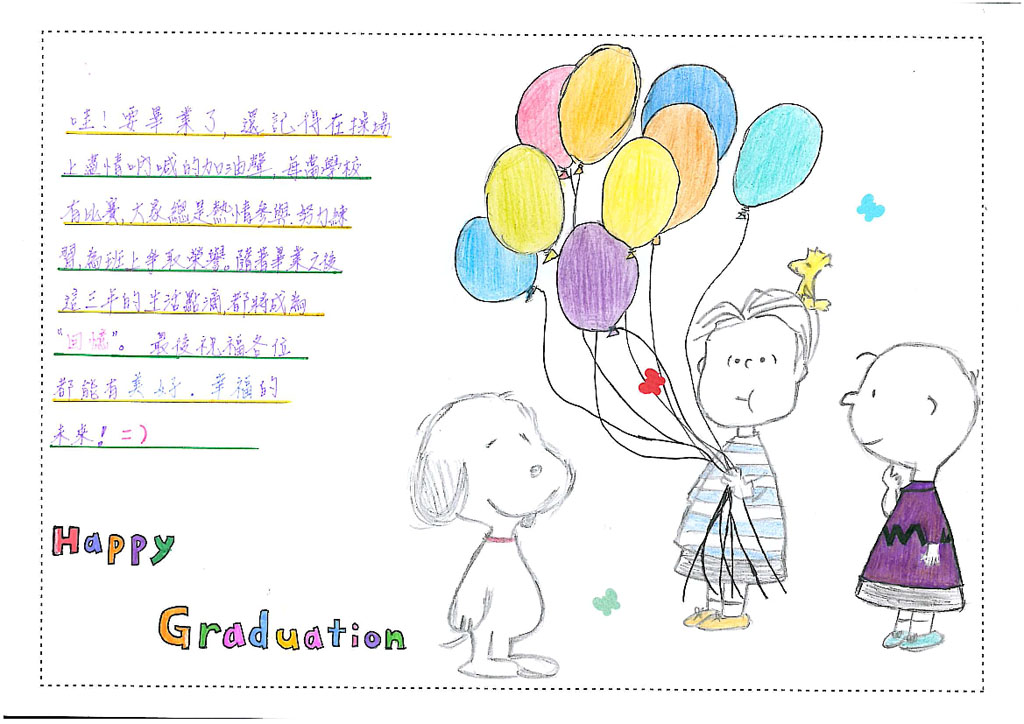 哇!要畢業了,還記得在操場
上盡情吶喊的加油聲.每當學校
有比賽,大家總是熱情參與.努力練
習,為班上爭取榮譽。隨著畢業之後
這三年的生活點滴,都將成為
"回憶"。最後祝福各位
都能有美好.幸福的
未來!=)
Happy
Graduation